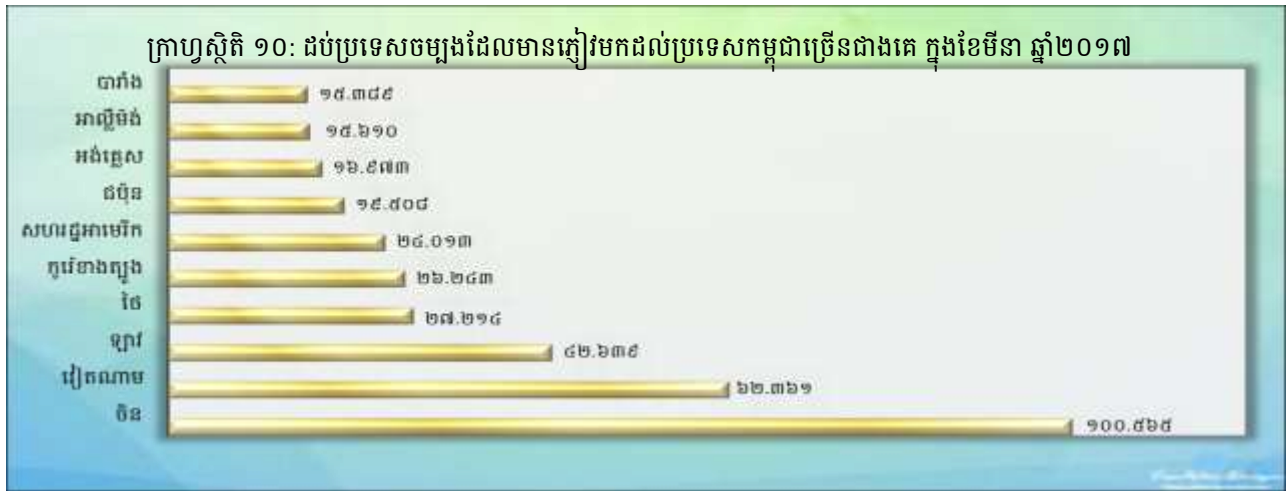 ក្រាហ្វស្ថិតិ ១០: ដប់ប្រទេសចម្បងដែលមានភ្ញៀវមកដល់ប្រទេសកម្ពុជាច្រើនជាងគេ ក្នុងខែមីនា ឆ្នាំ២០១៧
បារាំង ១៥.៣៨៩
អាល្លឺម៉ង់ ១៥.៦១០
អង់គ្លេស ១៦.៩៧៣
ជប៉ុន ១៩.៥០៨
សហរដ្ឋអាមេរិក ២៤.០១៣
កូរ៉េខាងត្បូង ២៦.២៤៣
ថៃ ២៧.២១៤
ឡាវ ៤២.៦៣៩
វៀតណាម ៦២.៣៦១
ចិន ១០០.៥៦៥